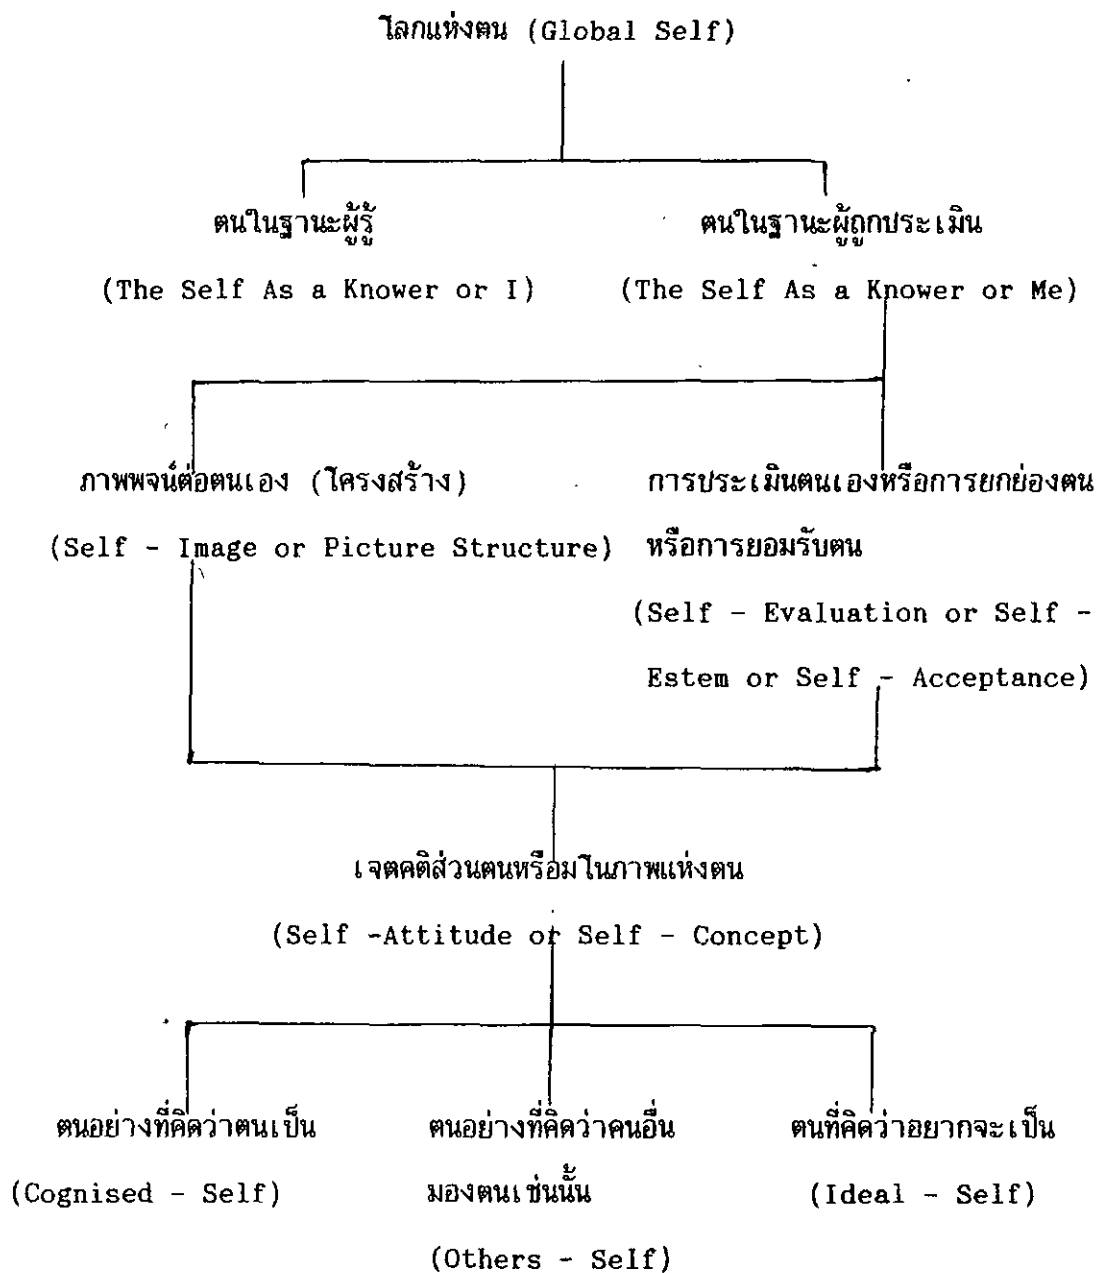 โลกแห่งตน (Global Self)
ตนในฐานะผู้รู้ ตนในฐานะผู้ถูกประเมิน
(The Self As a Knower or I) (The Self As a Knower or Me)
ภาพพจน์ต่อตนเอง (โครงสร้าง) การประเมินตนเองหรือการยกย่องตน
(Self - Image or Picture Structure) หรือการยอมรับตน
(Self - Evaluation or Self -
Estem or Self - Acceptance)
เจตคติส่วนตนหรือมโนภาพแห่งตน
(Self -Attitude or Self - Concept)
ตนอย่างที่คิดว่าตนเป็น ตนอย่างที่คิดว่าคนอื่น ตนที่คิดว่าอยากจะเป็น
(Cognised - Self) มองตนเช่นนั้น (Ideal - Self)
(Others - Self)